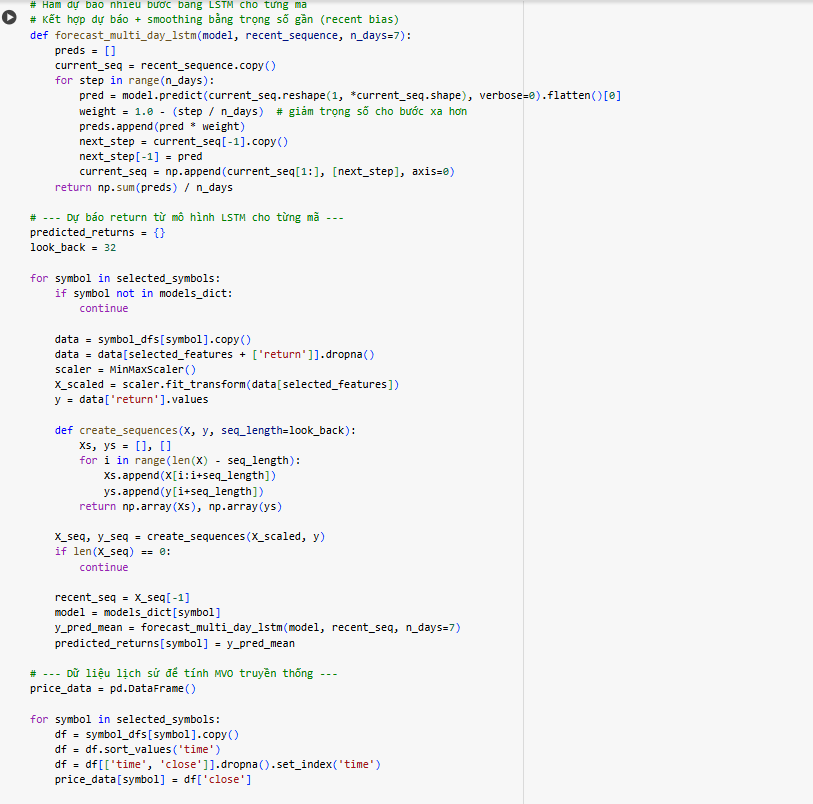 # Hàm dự báo nhiều bước bằng LSTM cho từng mã
# Kết hợp dự báo + smoothing bằng trọng số gần (recent bias)
def forecast_multi_day_lstm(model, recent_sequence, n_days=7):
    preds = []
    current_seq = recent_sequence.copy()
    for step in range(n_days):
        pred = model.predict(current_seq.reshape(1, *current_seq.shape), verbose=0).flatten()[0]
        weight = 1.0 - (step / n_days)  # giảm trọng số cho bước xa hơn
        preds.append(pred * weight)
        next_step = current_seq[-1].copy()
        next_step[-1] = pred
        current_seq = np.append(current_seq[1:], [next_step], axis=0)
    return np.sum(preds) / n_days

# --- Dự báo return từ mô hình LSTM cho từng mã ---
predicted_returns = {}
look_back = 32

for symbol in selected_symbols:
    if symbol not in models_dict:
        continue

    data = symbol_dfs[symbol].copy()
    data = data[selected_features + ['return']].dropna()
    scaler = MinMaxScaler()
    X_scaled = scaler.fit_transform(data[selected_features])
    y = data['return'].values

    def create_sequences(X, y, seq_length=look_back):
        Xs, ys = [], []
        for i in range(len(X) - seq_length):
            Xs.append(X[i:i+seq_length])
            ys.append(y[i+seq_length])
        return np.array(Xs), np.array(ys)

    X_seq, y_seq = create_sequences(X_scaled, y)
    if len(X_seq) == 0:
        continue

    recent_seq = X_seq[-1]
    model = models_dict[symbol]
    y_pred_mean = forecast_multi_day_lstm(model, recent_seq, n_days=7)
    predicted_returns[symbol] = y_pred_mean

# --- Dữ liệu lịch sử để tính MVO truyền thống ---
price_data = pd.DataFrame()

for symbol in selected_symbols:
    df = symbol_dfs[symbol].copy()
    df = df.sort_values('time')
    df = df[['time', 'close']].dropna().set_index('time')
    price_data[symbol] = df['close']